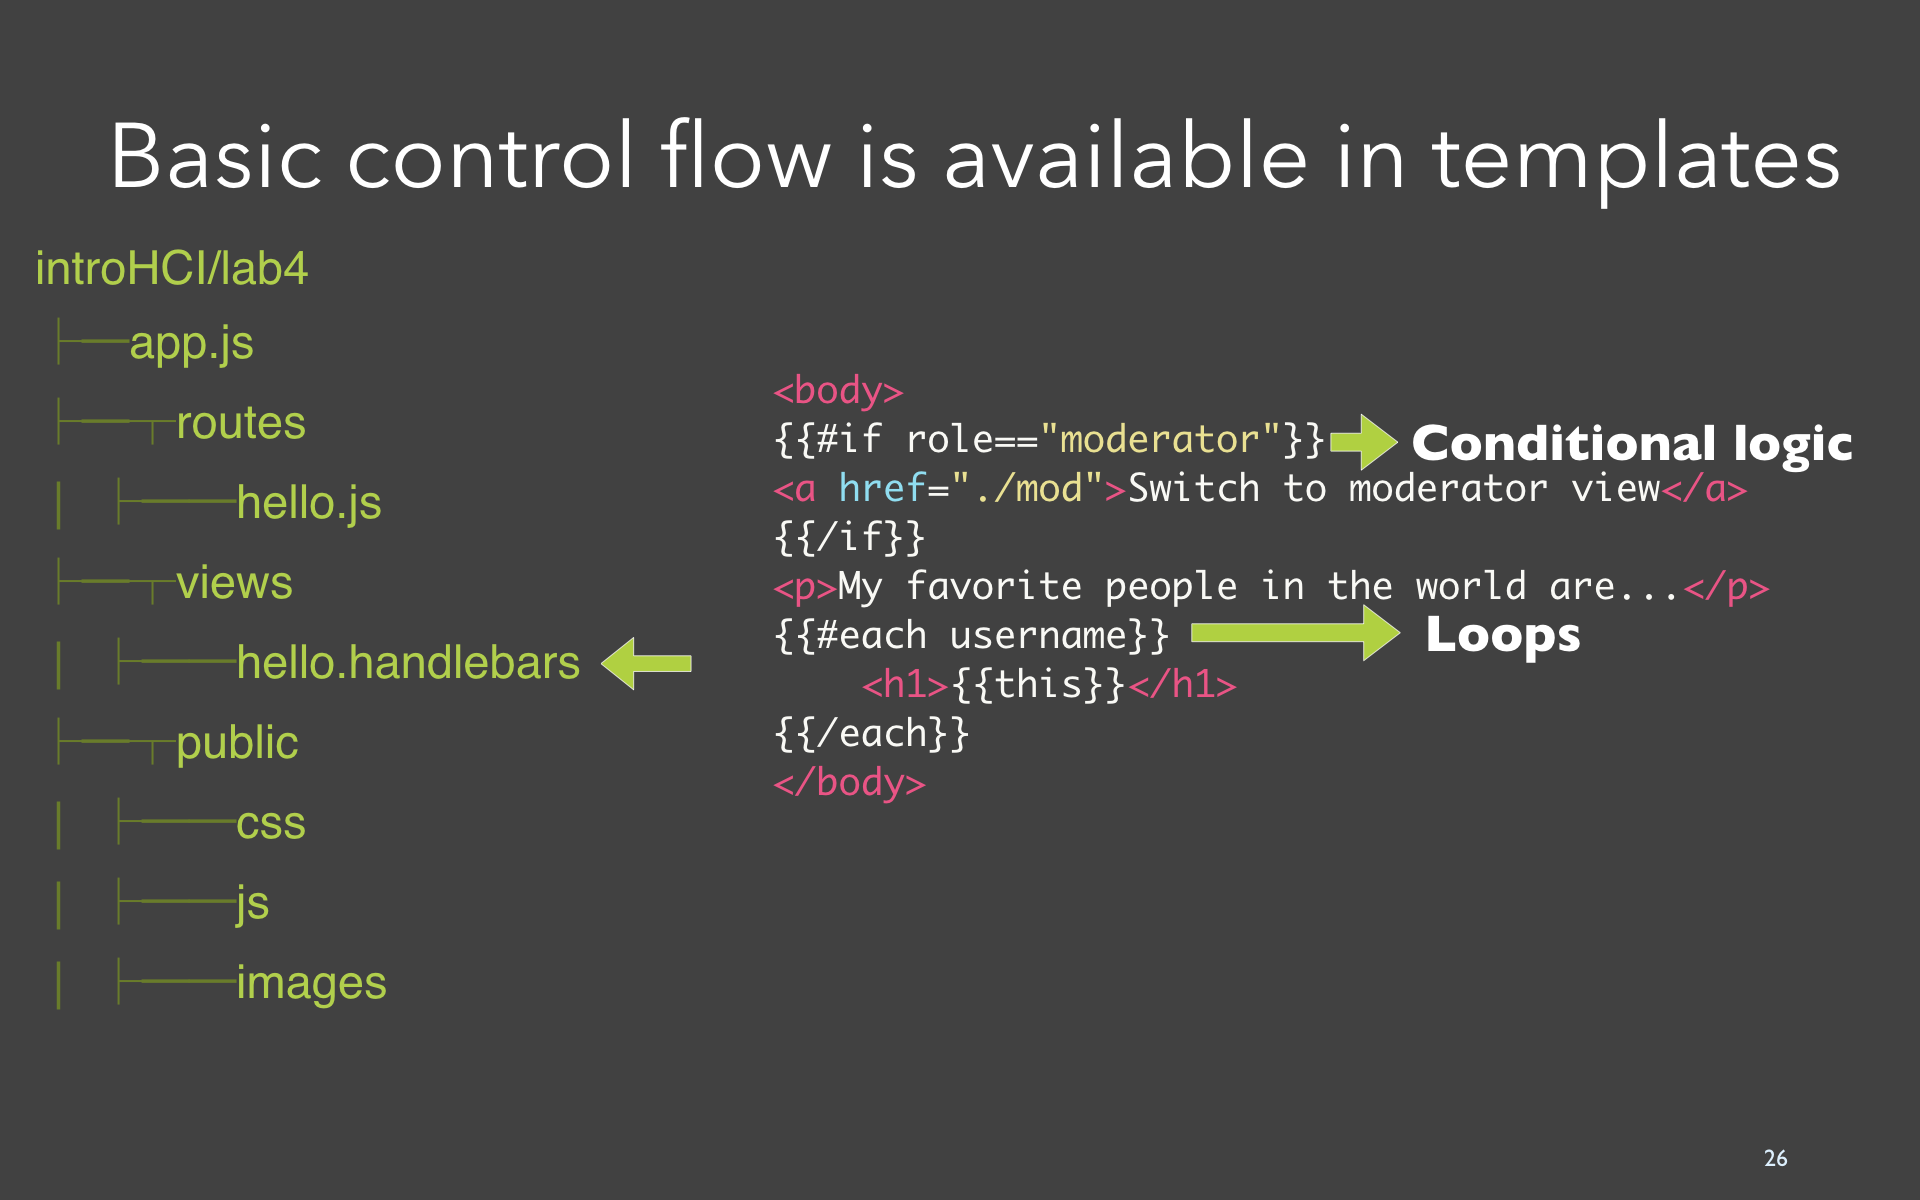 Basic control flow is available in templates
introHCI/lab4
app.js
routes
hello.js
views
hello.handlebars
public
css
js
images
<body>
{{#if role=="moderator"}}
Conditional logic
<a href="./mod">Switch to moderator view</a>
{{/if}}
<p>My favorite people in the world are...</p>
{{#each username}}
Loops
    <h1>{{this}}</h1>
{{/each}}
</body>
26